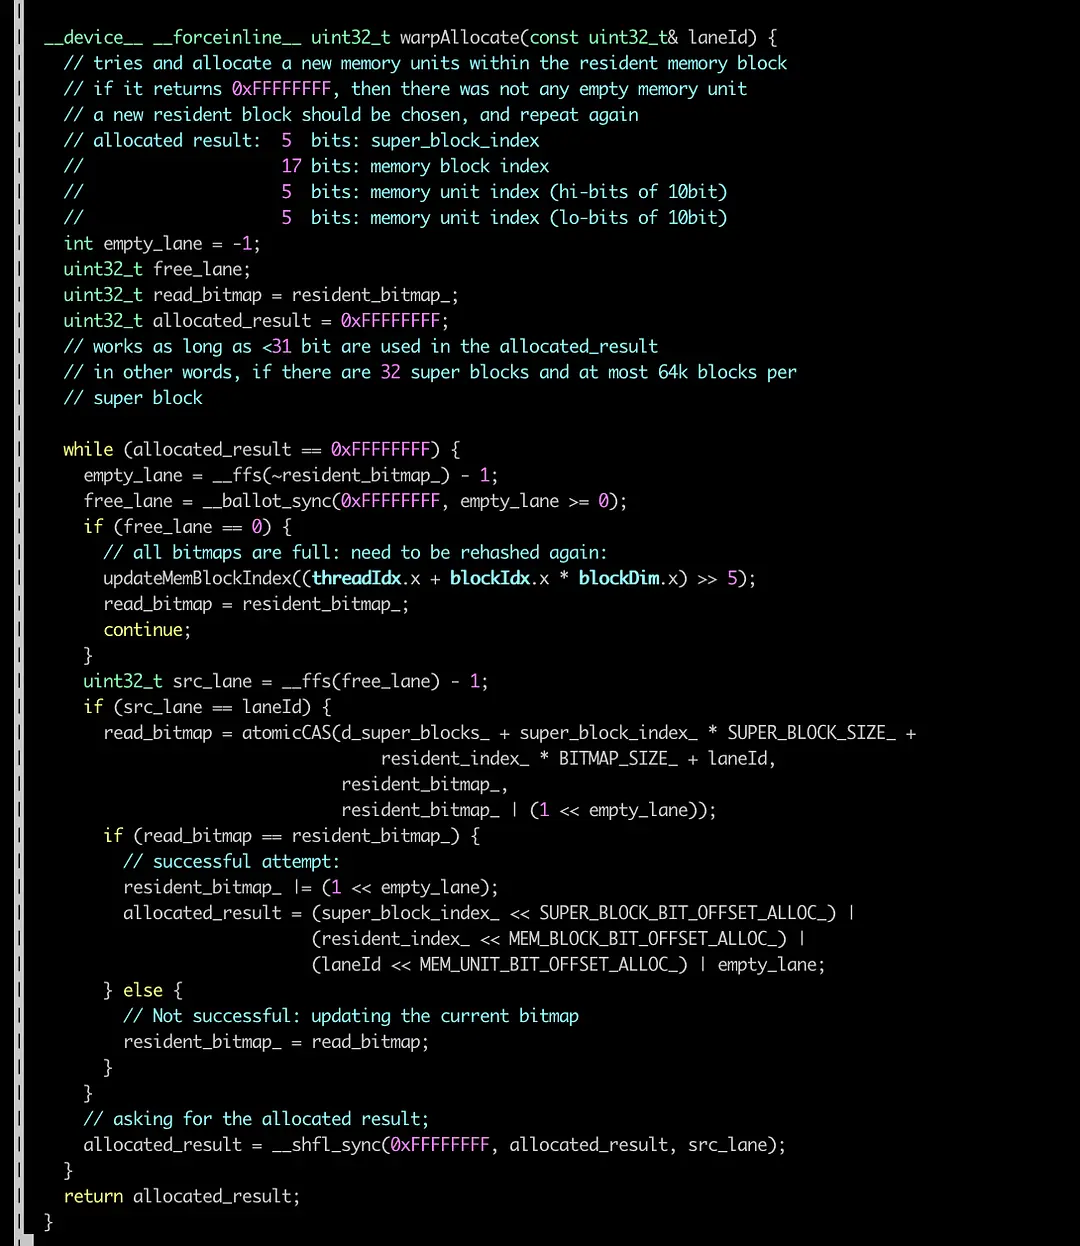 __device__ __forceinline__ uint32_t warpAllocate(const uint32_t& laneId) {
  // tries and allocate a new memory units within the resident memory block
  // if it returns 0xFFFFFFFF, then there was not any empty memory unit
  // a new resident block should be chosen, and repeat again
  // allocated result:  5  bits: super_block_index
  //                    17 bits: memory block index
  //                    5  bits: memory unit index (hi-bits of 10bit)
  //                    5  bits: memory unit index (lo-bits of 10bit)
  int empty_lane = -1;
  uint32_t free_lane;
  uint32_t read_bitmap = resident_bitmap_;
  uint32_t allocated_result = 0xFFFFFFFF;
  // works as long as <31 bit are used in the allocated_result
  // in other words, if there are 32 super blocks and at most 64k blocks per
  // super block

  while (allocated_result == 0xFFFFFFFF) {
    empty_lane = __ffs(~resident_bitmap_) - 1;
    free_lane = __ballot_sync(0xFFFFFFFF, empty_lane >= 0);
    if (free_lane == 0) {
      // all bitmaps are full: need to be rehashed again:
      updateMemBlockIndex((threadIdx.x + blockIdx.x * blockDim.x) >> 5);
      read_bitmap = resident_bitmap_;
      continue;
    }
    uint32_t src_lane = __ffs(free_lane) - 1;
    if (src_lane == laneId) {
      read_bitmap = atomicCAS(d_super_blocks_ + super_block_index_ * SUPER_BLOCK_SIZE_ +
                                  resident_index_ * BITMAP_SIZE_ + laneId,
                              resident_bitmap_,
                              resident_bitmap_ | (1 << empty_lane));
      if (read_bitmap == resident_bitmap_) {
        // successful attempt:
        resident_bitmap_ |= (1 << empty_lane);
        allocated_result = (super_block_index_ << SUPER_BLOCK_BIT_OFFSET_ALLOC_) |
                           (resident_index_ << MEM_BLOCK_BIT_OFFSET_ALLOC_) |
                           (laneId << MEM_UNIT_BIT_OFFSET_ALLOC_) | empty_lane;
      } else {
        // Not successful: updating the current bitmap
        resident_bitmap_ = read_bitmap;
      }
    }
    // asking for the allocated result;
    allocated_result = __shfl_sync(0xFFFFFFFF, allocated_result, src_lane);
  }
  return allocated_result;
}